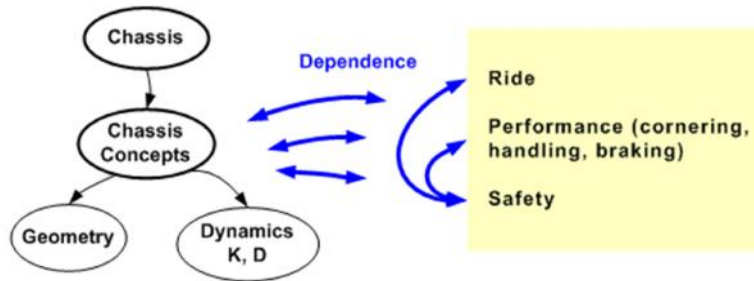 Chassis
Dependence
Ride
Chassis
Concepts
Performance (cornering,
handling, braking)
Safety
Geometry
Dynamics
K, D